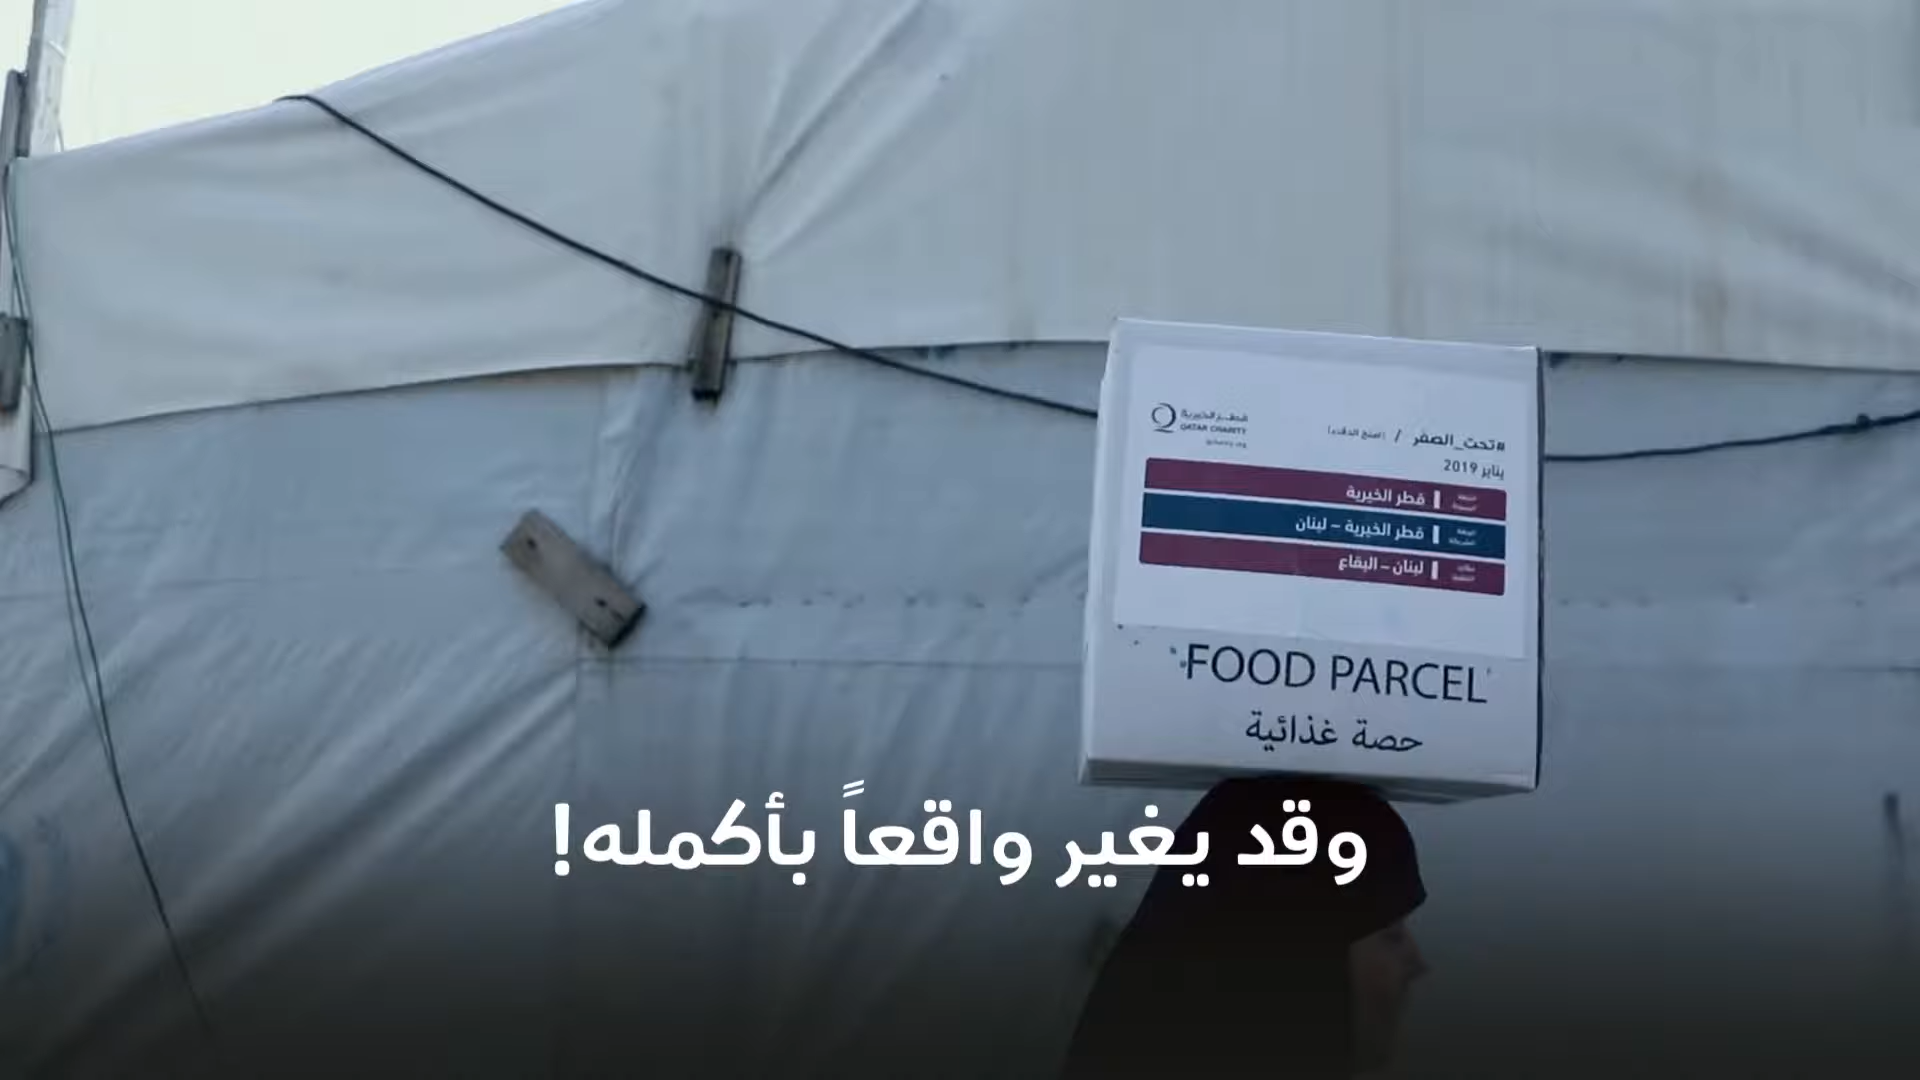 قطر الخيرية
QATAR CHARITY
#تحت_الصفر /
يناير 2019
قطر الخيرية
قطر الخيرية – لبنان
لبنان – البقاع
FOOD PARCEL
حصة غذائية
وقد يغير واقعاً بأكمله!